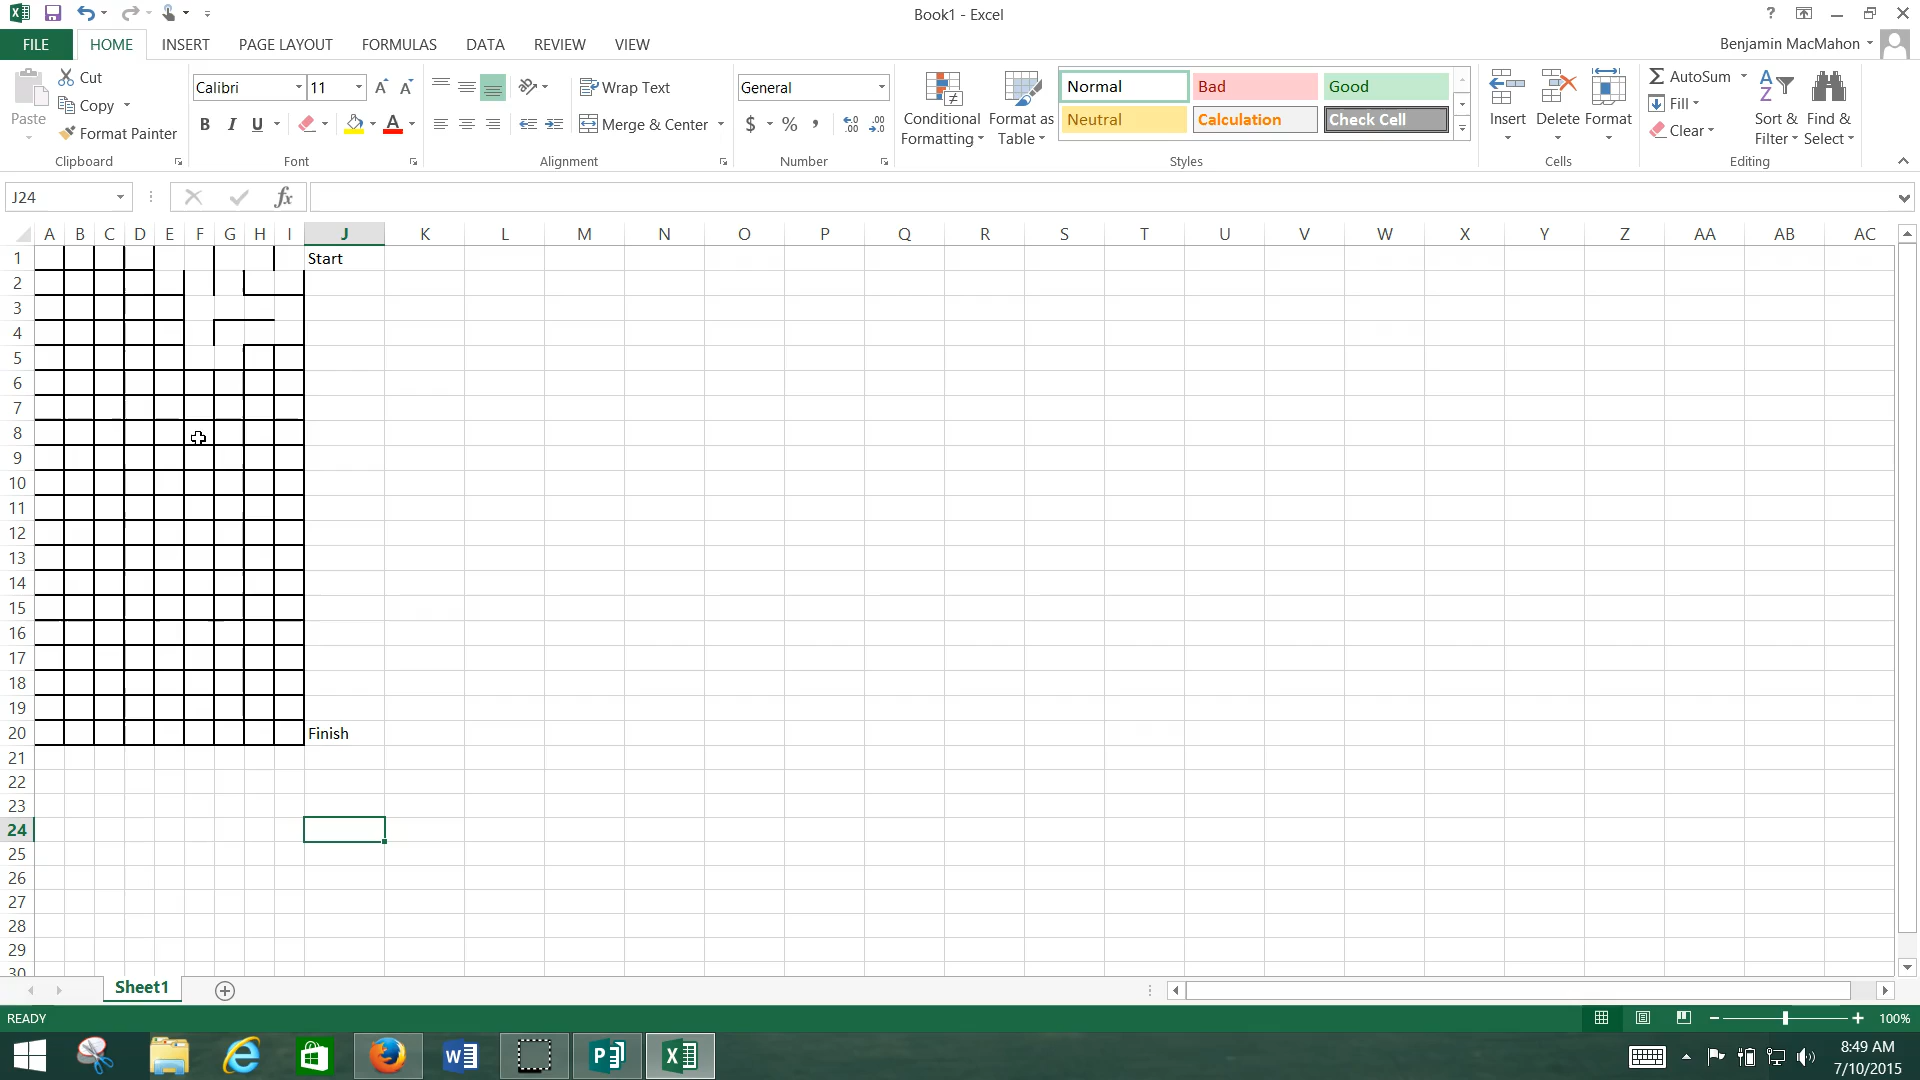 Book1 - Excel
?
FILE HOME INSERT PAGE LAYOUT FORMULAS DATA REVIEW VIEW
Benjamin MacMahon
Paste
Cut
Copy
Format Painter
Clipboard
Calibri 11
B I U A
Font
Wrap Text
Merge & Center
Alignment
General
$ % ,
Number
Conditional Formatting
Format as Table
Normal Bad Good
Neutral Calculation Check Cell
Styles
Insert Delete Format
Cells
AutoSum
Fill
Clear
Sort & Filter
Find & Select
Editing
J24
fx
A B C D E F G H I J K L M N O P Q R S T U V W X Y Z AA AB AC
1 Start
2
3
4
5
6
7
8
9
10
11
12
13
14
15
16
17
18
19
20 Finish
21
22
23
24
25
26
27
28
29
30
Sheet1
READY
100%
8:49 AM
7/10/2015